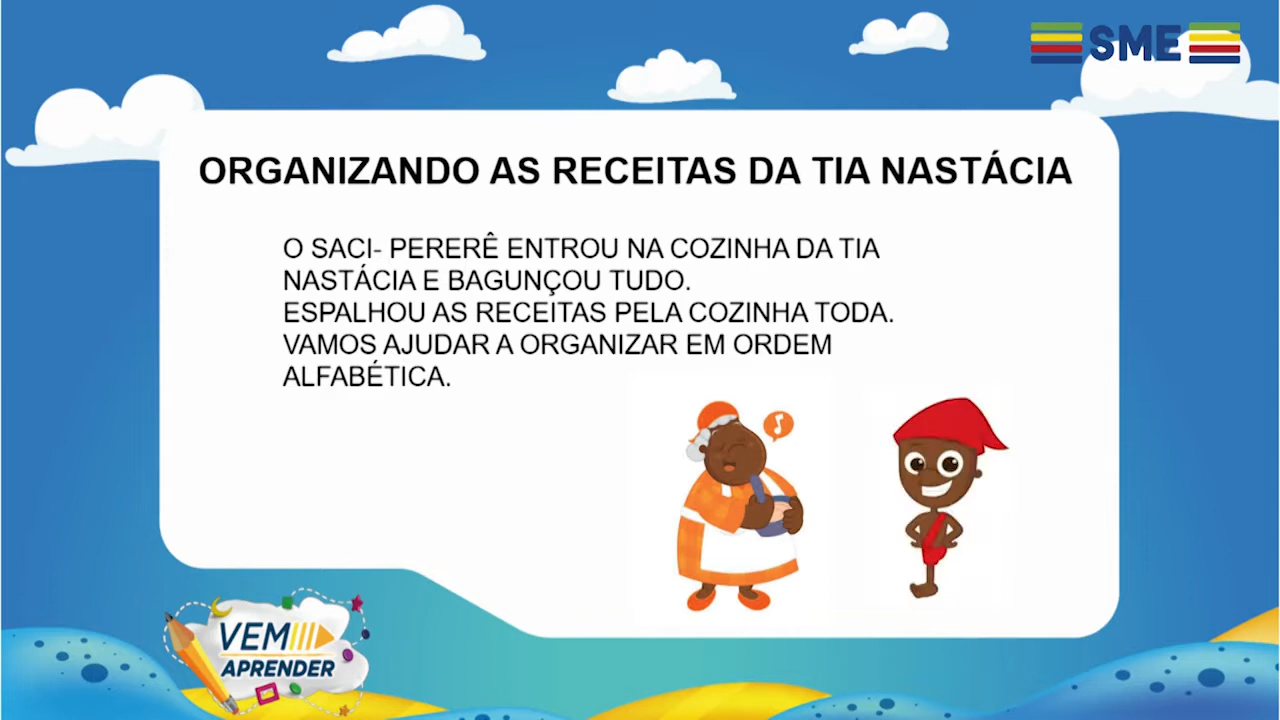 SME
ORGANIZANDO AS RECEITAS DA TIA NASTÁCIA
O SACI- PERERÊ ENTROU NA COZINHA DA TIA
NASTÁCIA E BAGUNÇOU TUDO.
ESPALHOU AS RECEITAS PELA COZINHA TODA.
VAMOS AJUDAR A ORGANIZAR EM ORDEM
ALFABÉTICA.
VEM
APRENDER